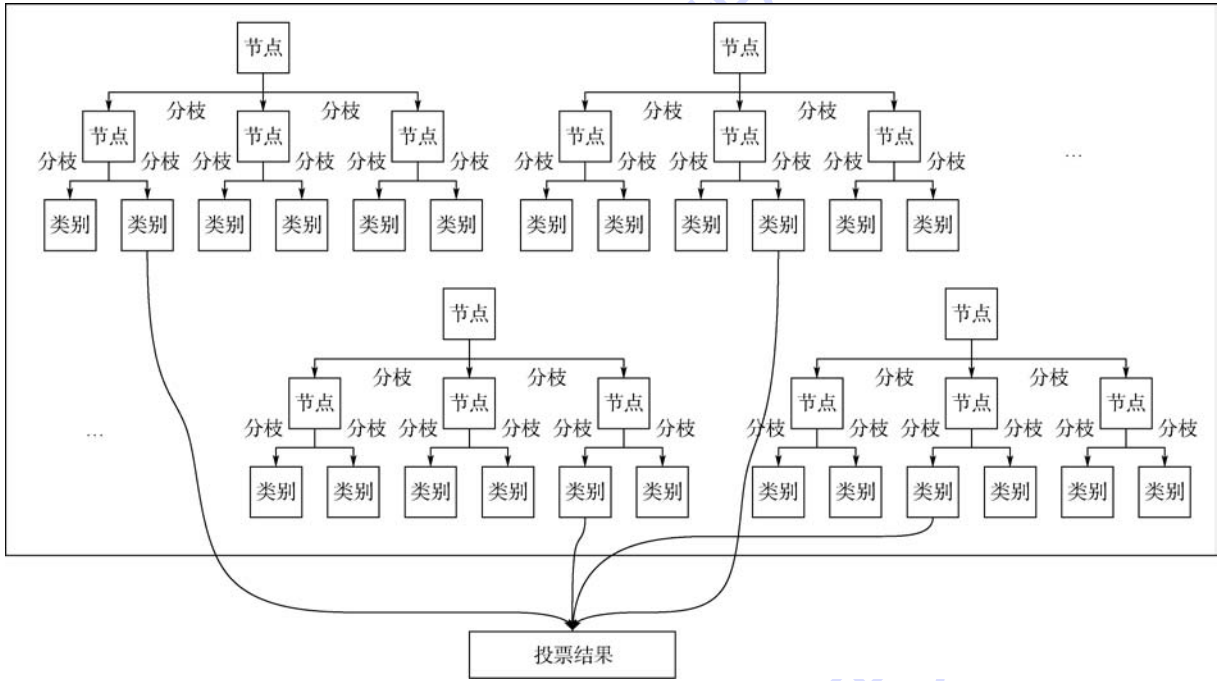 节点 节点
分枝 分枝 分枝 分枝
节点 节点 节点 节点 节点 节点
分枝 分枝 分枝 分枝 分枝 分枝 分枝 分枝 分枝 分枝 分枝 分枝 …
类别 类别 类别 类别 类别 类别 类别 类别 类别 类别 类别 类别
节点 节点
分枝 分枝 分枝 分枝
节点 节点 节点 节点 节点 节点
… 分枝 分枝 分枝 分枝 分枝 分枝 分枝 分枝 分枝 分枝 分枝 分枝
类别 类别 类别 类别 类别 类别 类别 类别 类别 类别 类别 类别
投票结果